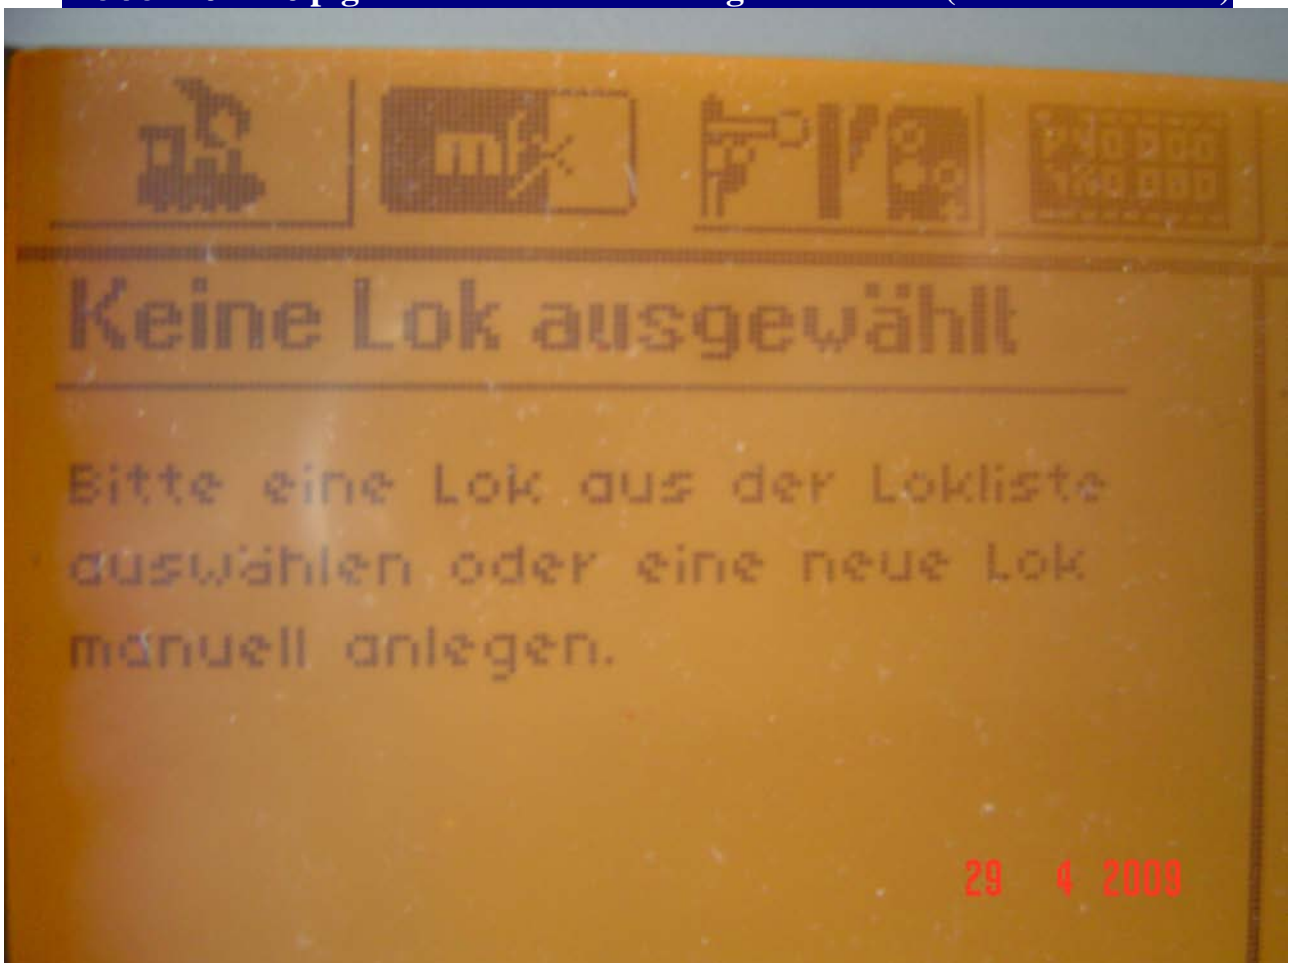 mfx
Keine Lok ausgewählt
Bitte eine Lok aus der Lokliste
auswählen oder eine neue Lok
manuell anlegen.
29 4 2009